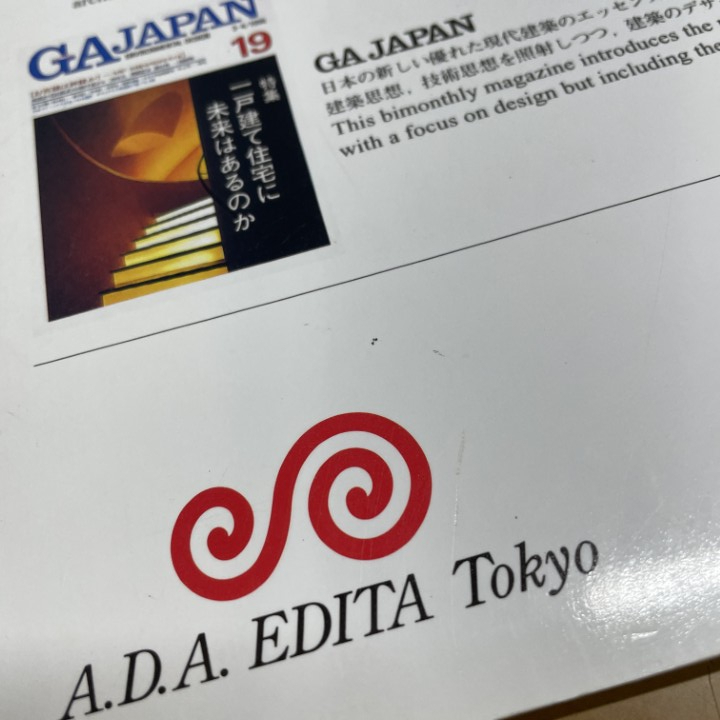 GA JAPAN
19
特集
一戸建て住宅に
未来はあるのか
GA JAPAN
日本の新しい優れた現代建築のエッセン
建築思想，技術思想を照射しつつ，建築のデザ
This bimonthly magazine introduces the
with a focus on design but including the
A.D.A. EDITA Tokyo